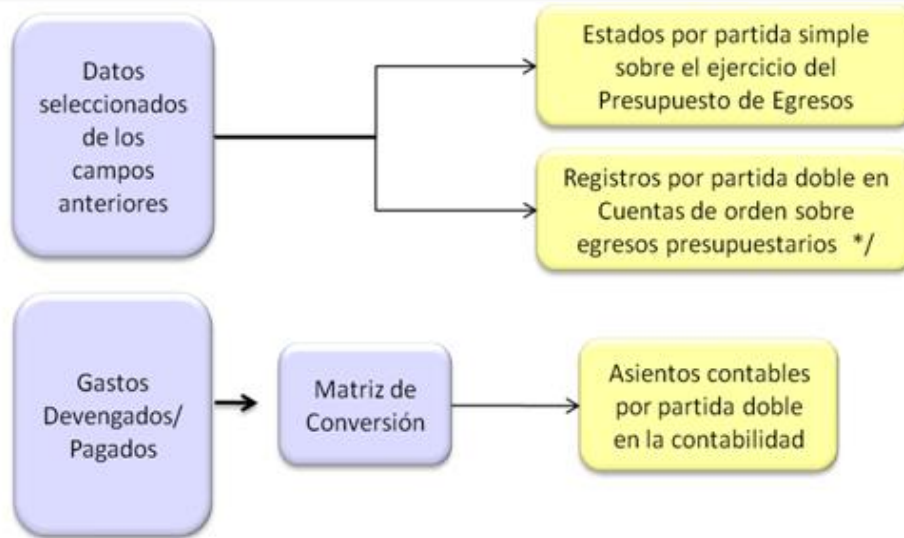 Datos
seleccionados
de los
campos
anteriores
Estados por partida simple
sobre el ejercicio del
Presupuesto de Egresos
Registros por partida doble en
Cuentas de orden sobre
egresos presupuestarios */
Gastos
Devengados/
Pagados
Matriz de
Conversión
Asientos contables
por partida doble
en la contabilidad